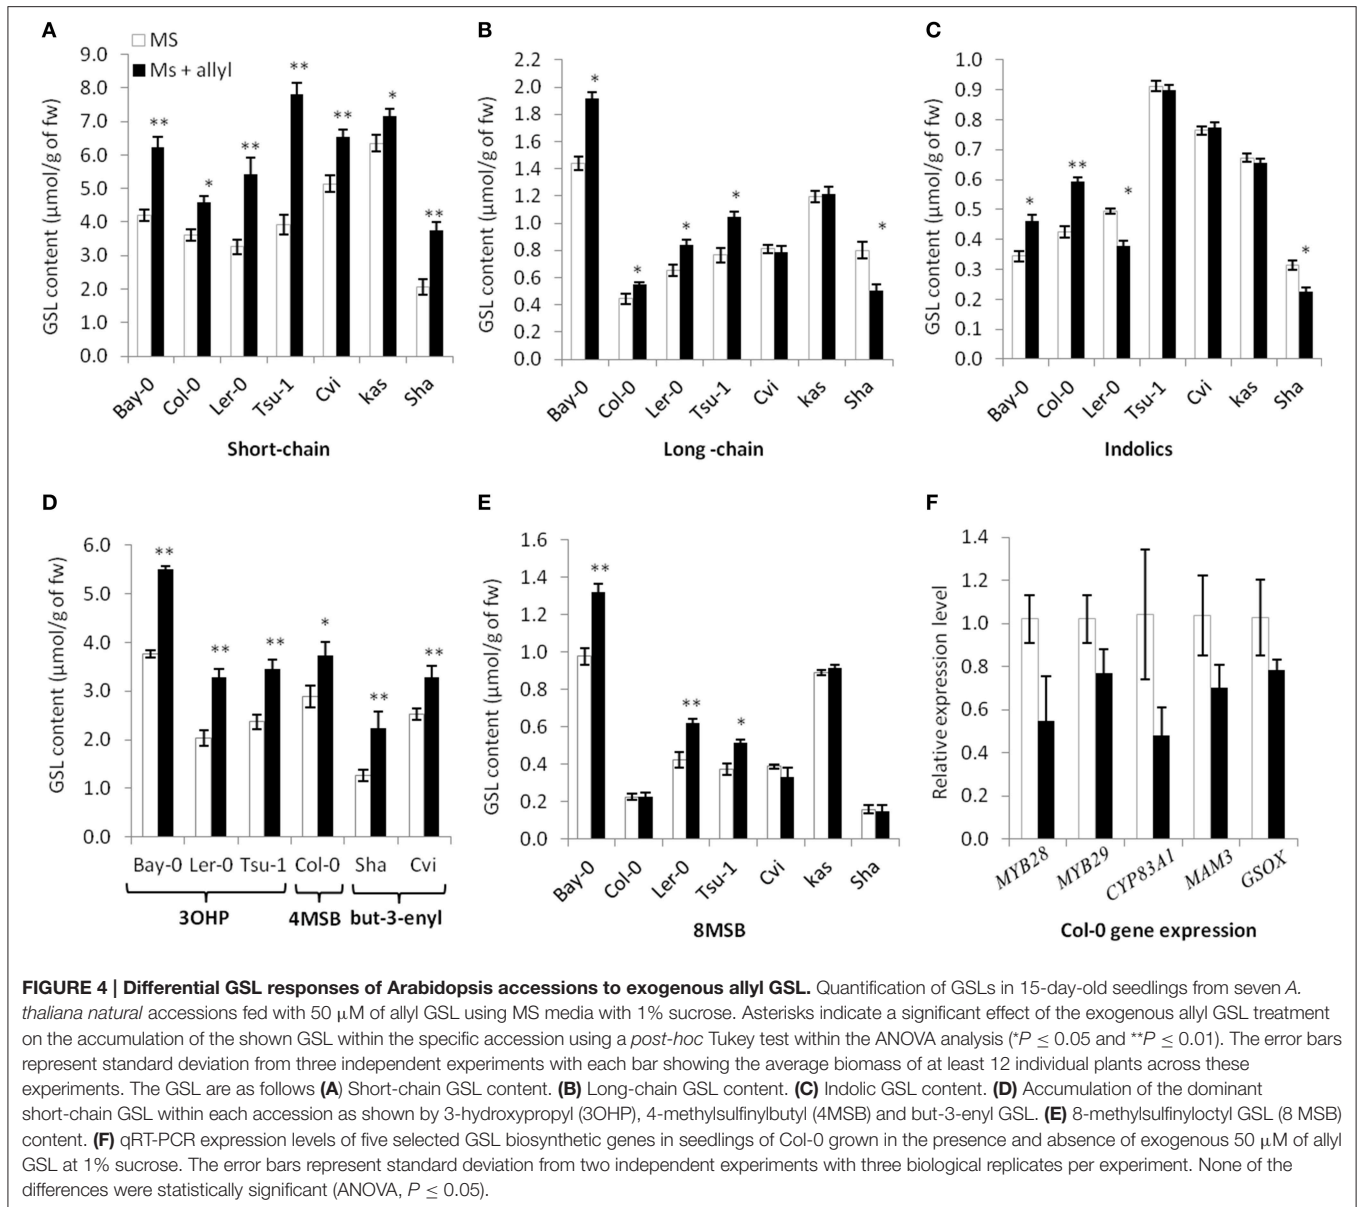 A
MS
Ms + allyl
GSL content (µmol/g of fw)
9.0
8.0
7.0
6.0
5.0
4.0
3.0
2.0
1.0
0.0
** * ** ** ** * **
Bay-0 Col-0 Ler-0 Tsu-1 Cvi kas Sha
Short-chain
B
GSL content (µmol/g of fw)
2.2
2.0
1.8
1.6
1.4
1.2
1.0
0.8
0.6
0.4
0.2
0.0
* * * * *
Bay-0 Col-0 Ler-0 Tsu-1 Cvi kas Sha
Long -chain
C
GSL content (µmol/g of fw)
1.0
0.9
0.8
0.7
0.6
0.5
0.4
0.3
0.2
0.1
0.0
* ** * *
Bay-0 Col-0 Ler-0 Tsu-1 Cvi kas Sha
Indolics
D
GSL content (µmol/g of fw)
6.0
5.0
4.0
3.0
2.0
1.0
0.0
** ** ** * ** **
Bay-0 Ler-0 Tsu-1 Col-0 Sha Cvi
3OHP 4MSB but-3-enyl
E
GSL content (µmol/g of fw)
1.6
1.4
1.2
1.0
0.8
0.6
0.4
0.2
0.0
** ** *
Bay-0 Col-0 Ler-0 Tsu-1 Cvi kas Sha
8MSB
F
Relative expression level
1.4
1.2
1.0
0.8
0.6
0.4
0.2
0.0
MYB28 MYB29 CYP83A1 MAM3 GSOX
Col-0 gene expression
FIGURE 4 | Differential GSL responses of Arabidopsis accessions to exogenous allyl GSL. Quantification of GSLs in 15-day-old seedlings from seven A.
thaliana natural accessions fed with 50 µM of allyl GSL using MS media with 1% sucrose. Asterisks indicate a significant effect of the exogenous allyl GSL treatment
on the accumulation of the shown GSL within the specific accession using a post-hoc Tukey test within the ANOVA analysis (*P ≤ 0.05 and **P ≤ 0.01). The error bars
represent standard deviation from three independent experiments with each bar showing the average biomass of at least 12 individual plants across these
experiments. The GSL are as follows (A) Short-chain GSL content. (B) Long-chain GSL content. (C) Indolic GSL content. (D) Accumulation of the dominant
short-chain GSL within each accession as shown by 3-hydroxypropyl (3OHP), 4-methylsulfinylbutyl (4MSB) and but-3-enyl GSL. (E) 8-methylsulfinyloctyl GSL (8 MSB)
content. (F) qRT-PCR expression levels of five selected GSL biosynthetic genes in seedlings of Col-0 grown in the presence and absence of exogenous 50 µM of allyl
GSL at 1% sucrose. The error bars represent standard deviation from two independent experiments with three biological replicates per experiment. None of the
differences were statistically significant (ANOVA, P ≤ 0.05).